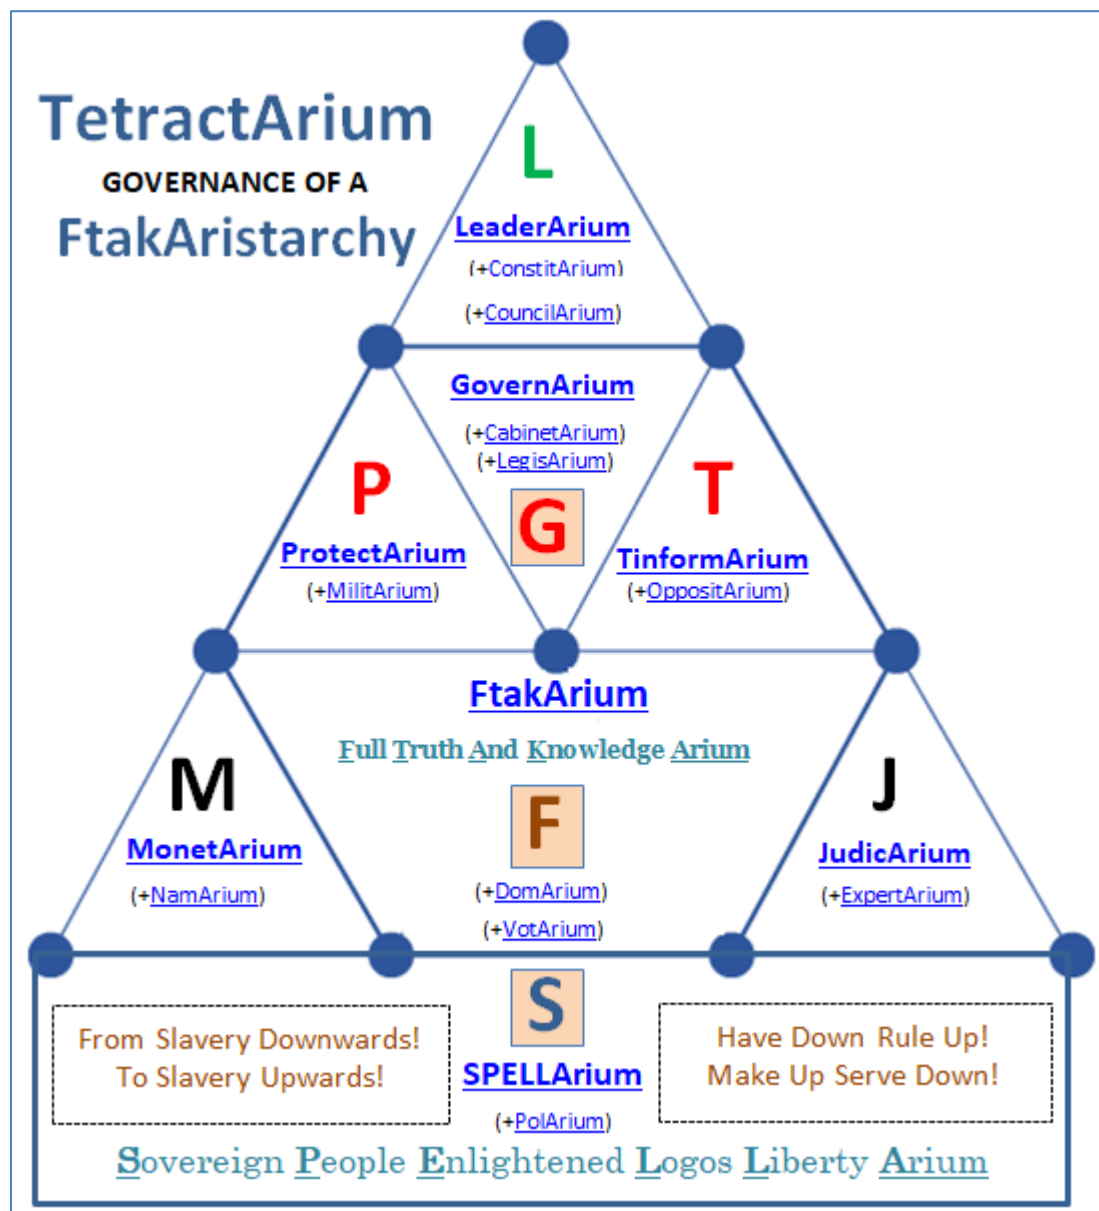 TetractArium
GOVERNANCE OF A
FtakAristarchy
L
LeaderArium
(+ConstitArium)
(+CouncilArium)
GovernArium
(+CabinetArium)
(+LegisArium)
G
P
ProtectArium
(+MilitArium)
T
TinformArium
(+OppositArium)
FtakArium
Full Truth And Knowledge Arium
M
MonetArium
(+NamArium)
F
(+DomArium)
(+VotArium)
J
JudicArium
(+ExpertArium)
From Slavery Downwards!
To Slavery Upwards!
S
SPELLArium
(+PolArium)
Have Down Rule Up!
Make Up Serve Down!
Sovereign People Enlightened Logos Liberty Arium